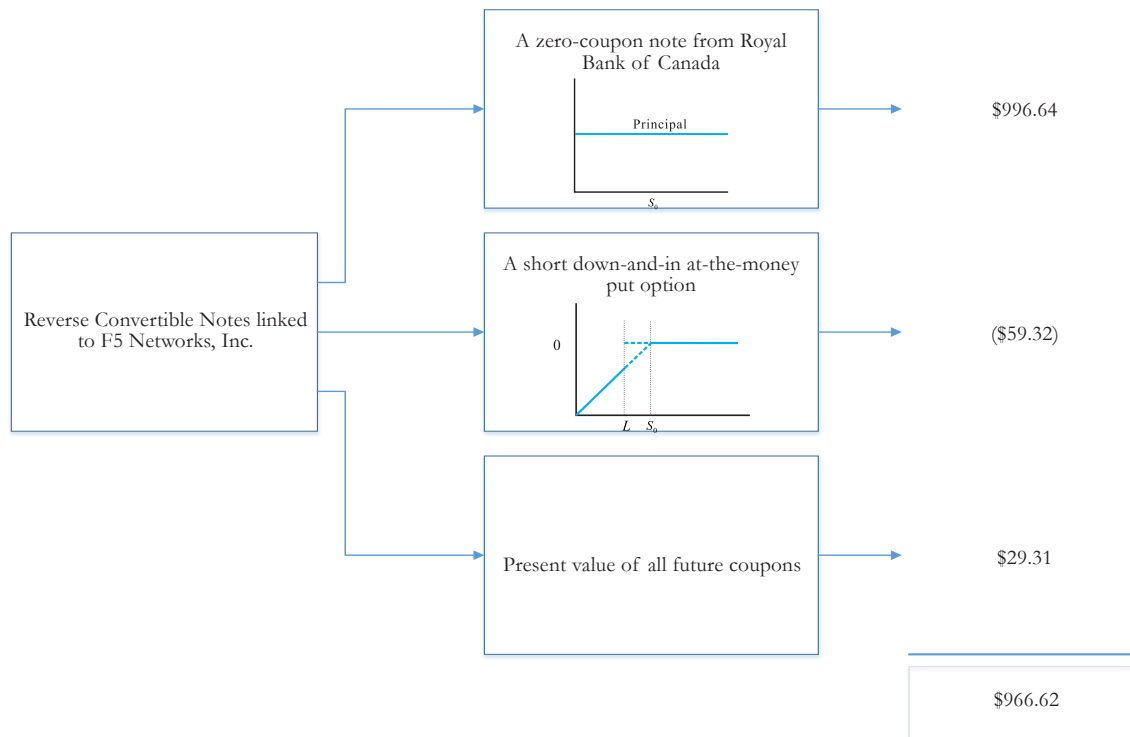 A zero-coupon note from Royal
Bank of Canada
Principal
S₀
$996.64
Reverse Convertible Notes linked
to F5 Networks, Inc.
A short down-and-in at-the-money
put option
0
L
S₀
($59.32)
Present value of all future coupons
$29.31
$966.62